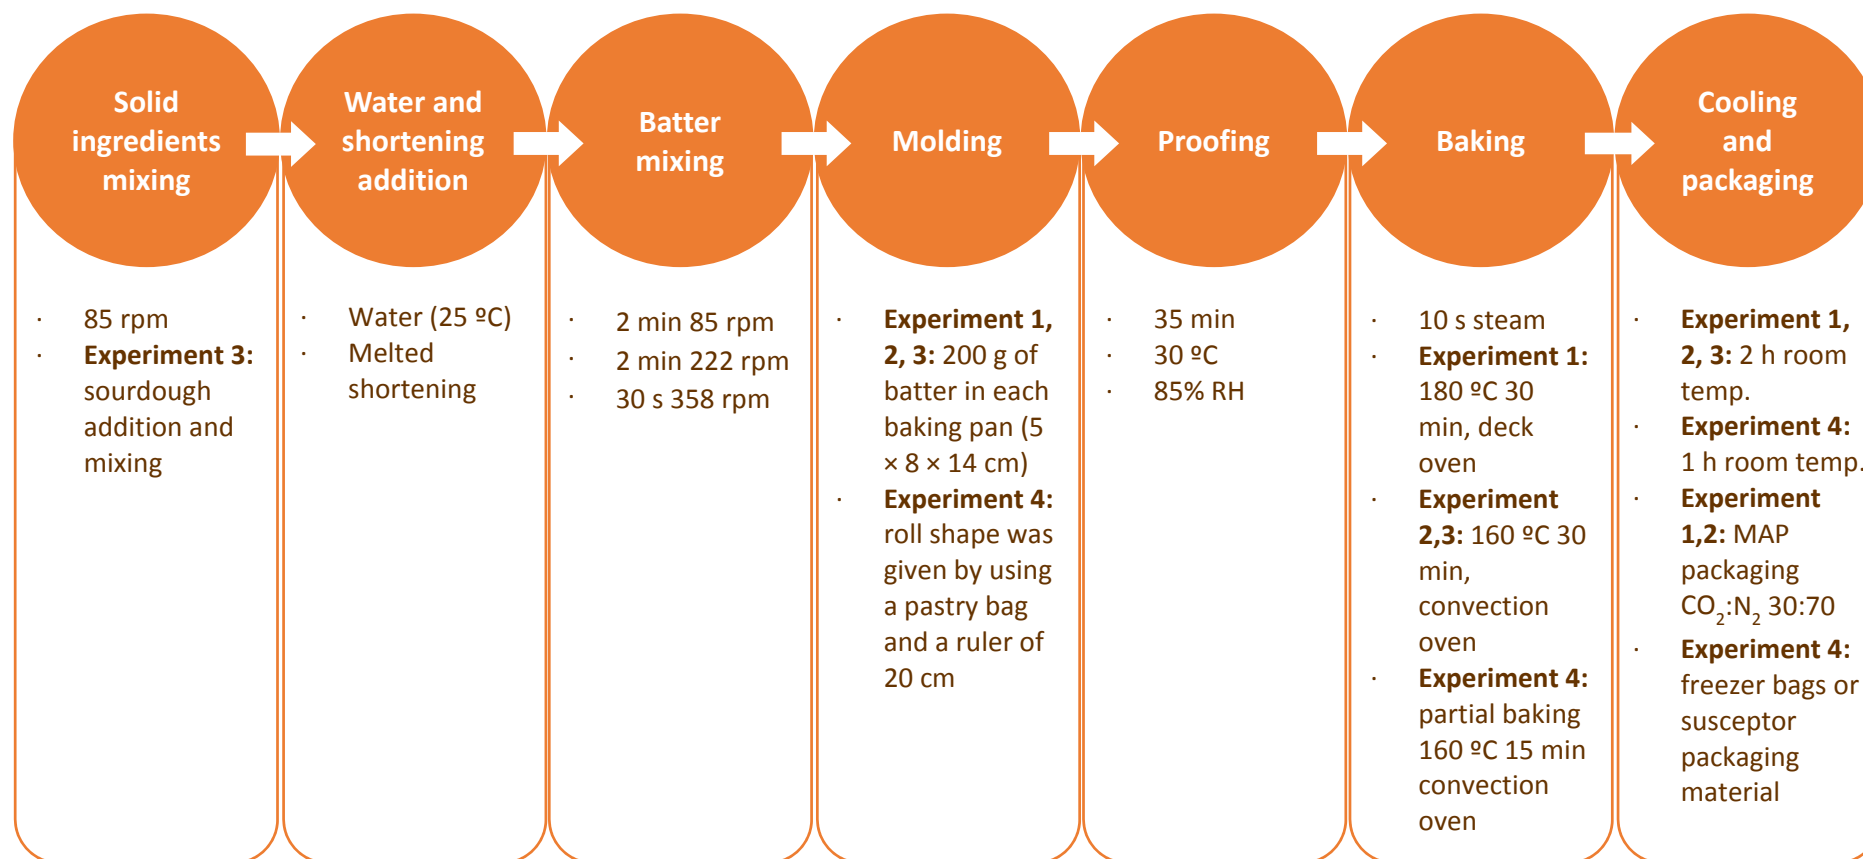 Solid
ingredients
mixing
Water and
shortening
addition
Batter
mixing
Molding
Proofing
Baking
Cooling
and
packaging
· 85 rpm
· Experiment 3:
sourdough
addition and
mixing
· Water (25 ºC)
· Melted
shortening
· 2 min 85 rpm
· 2 min 222 rpm
· 30 s 358 rpm
· Experiment 1,
2, 3: 200 g of
batter in each
baking pan (5
× 8 × 14 cm)
· Experiment 4:
roll shape was
given by using
a pastry bag
and a ruler of
20 cm
· 35 min
· 30 ºC
· 85% RH
· 10 s steam
· Experiment 1:
180 ºC 30
min, deck
oven
· Experiment
2,3: 160 ºC 30
min,
convection
oven
· Experiment 4:
partial baking
160 ºC 15 min
convection
oven
· Experiment 1,
2, 3: 2 h room
temp.
· Experiment 4:
1 h room temp.
· Experiment
1,2: MAP
packaging
CO₂:N₂ 30:70
· Experiment 4:
freezer bags or
susceptor
packaging
material